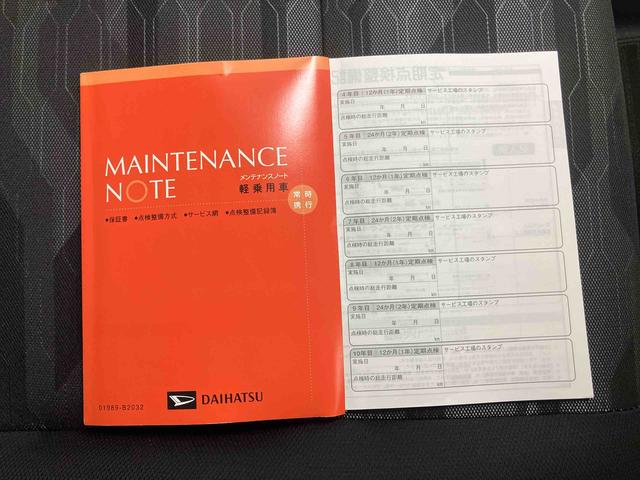 MAINTENANCE
NOTE
メンテナンスノート
軽乗用車
常時
携行
●保証書 ●点検整備方式 ●サービス網 ●点検整備記録簿
DAIHATSU
01989-B2032
4年目 12か月(1年)定期点検 サービス工場のスタンプ
実施日
年 月 日
点検時の総走行距離
km
5年目 24か月(2年)定期点検 サービス工場のスタンプ
実施日
年 月 日
点検時の総走行距離
km
6年目 12か月(1年)定期点検 サービス工場のスタンプ
実施日
年 月 日
点検時の総走行距離
km
7年目 24か月(2年)定期点検 サービス工場のスタンプ
実施日
年 月 日
点検時の総走行距離
km
8年目 12か月(1年)定期点検 サービス工場のスタンプ
実施日
年 月 日
点検時の総走行距離
km
9年目 24か月(2年)定期点検 サービス工場のスタンプ
実施日
年 月 日
点検時の総走行距離
km
10年目 12か月(1年)定期点検 サービス工場のスタンプ
実施日
年 月 日
点検時の総走行距離
km